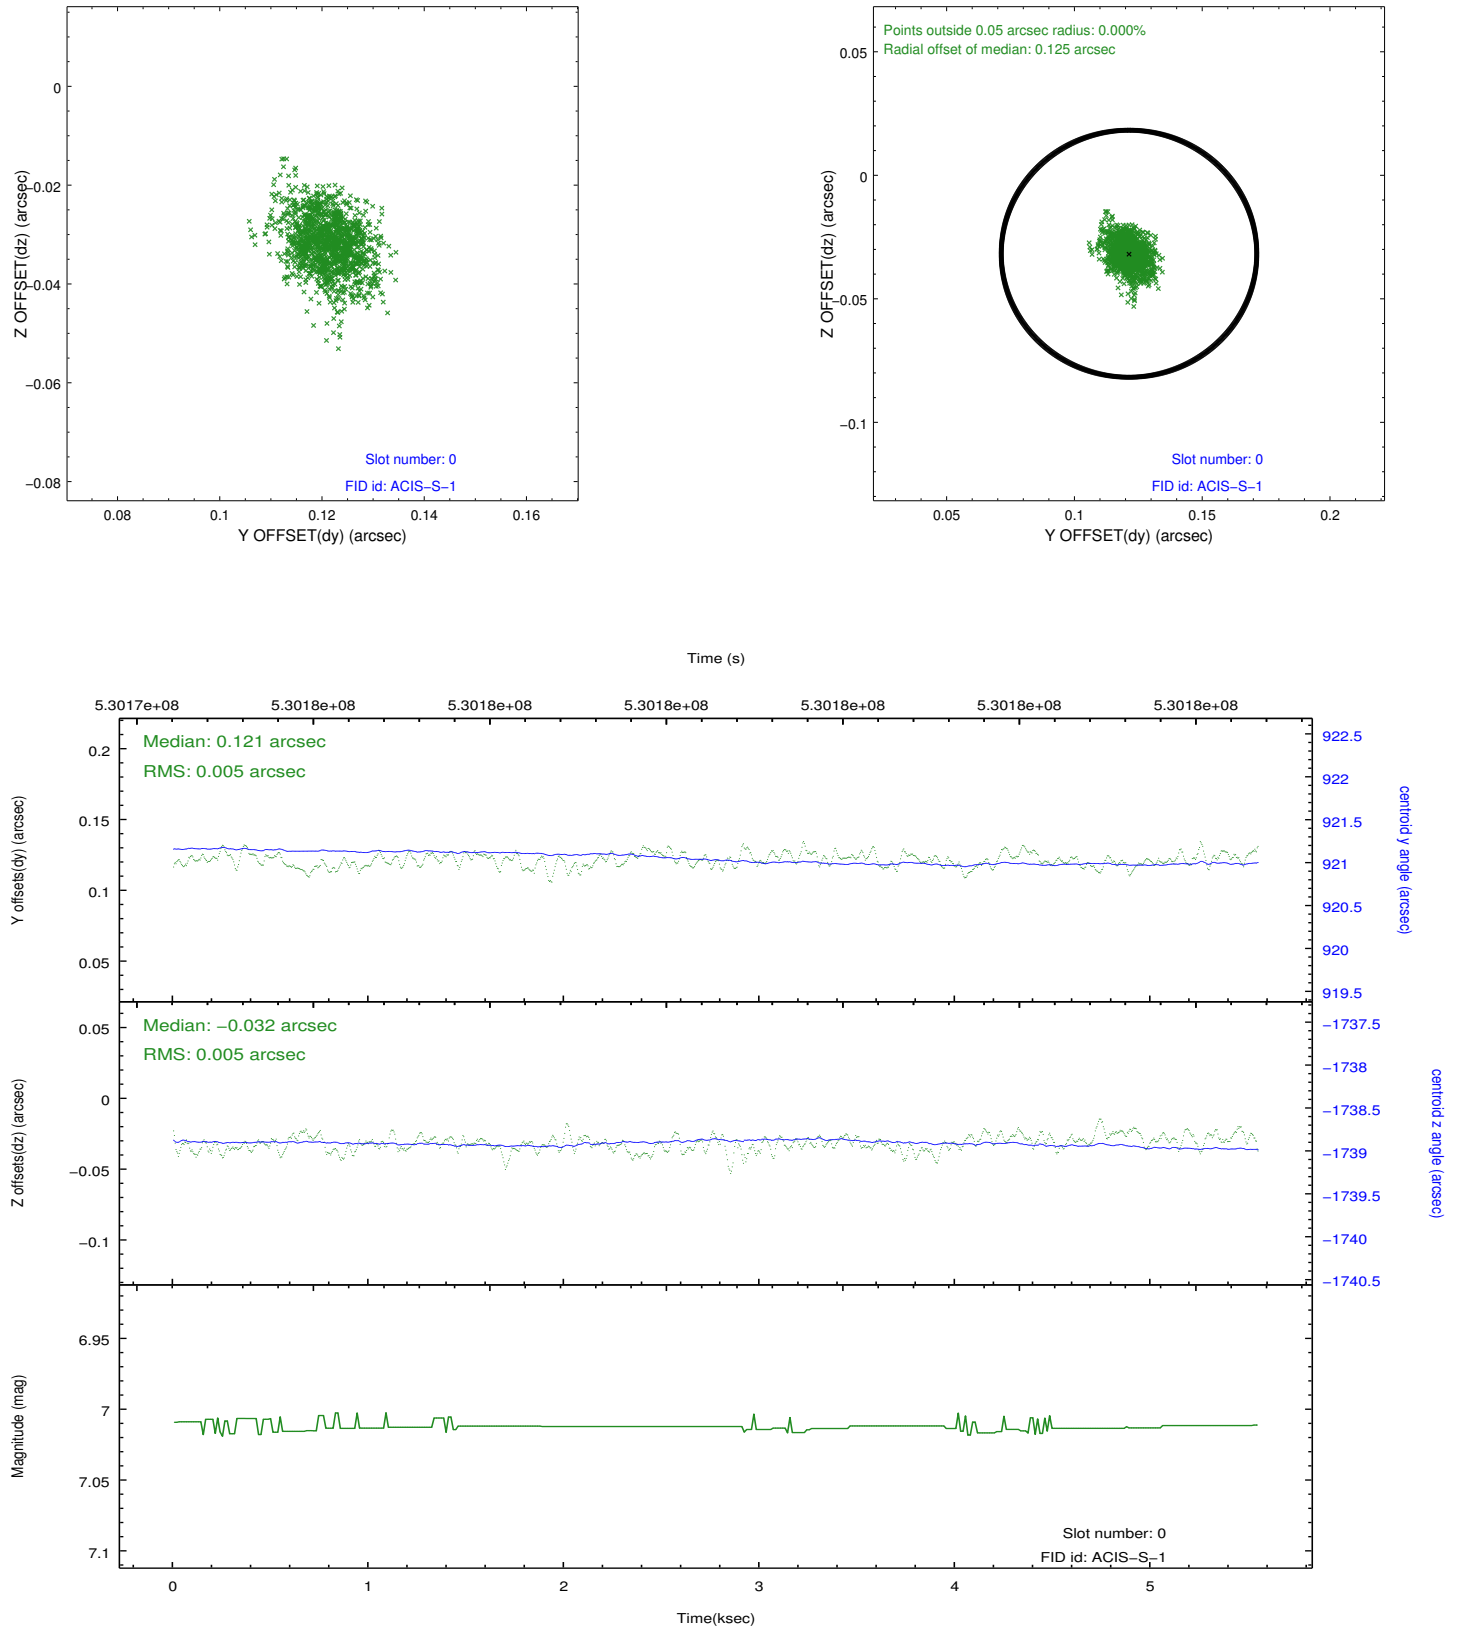 0
−0.02
−0.04
−0.06
−0.08
Z OFFSET(dz) (arcsec)
Slot number: 0
FID id: ACIS−S−1
0.08
0.1
0.12
0.14
0.16
Y OFFSET(dy) (arcsec)
Points outside 0.05 arcsec radius: 0.000%
Radial offset of median: 0.125 arcsec
0.05
0
−0.05
−0.1
Z OFFSET(dz) (arcsec)
Slot number: 0
FID id: ACIS−S−1
0.05
0.1
0.15
0.2
Y OFFSET(dy) (arcsec)
Time (s)
5.3017e+08
5.3018e+08
5.3018e+08
5.3018e+08
5.3018e+08
5.3018e+08
5.3018e+08
Median: 0.121 arcsec
RMS: 0.005 arcsec
0.2
0.15
0.1
0.05
Y offsets(dy) (arcsec)
922.5
922
921.5
921
920.5
920
919.5
centroid y angle (arcsec)
Median: −0.032 arcsec
RMS: 0.005 arcsec
0.05
0
−0.05
−0.1
Z offsets(dz) (arcsec)
−1737.5
−1738
−1738.5
−1739
−1739.5
−1740
−1740.5
centroid z angle (arcsec)
6.95
7
7.05
7.1
Magnitude (mag)
Slot number: 0
FID id: ACIS−S−1
0
1
2
3
4
5
Time(ksec)